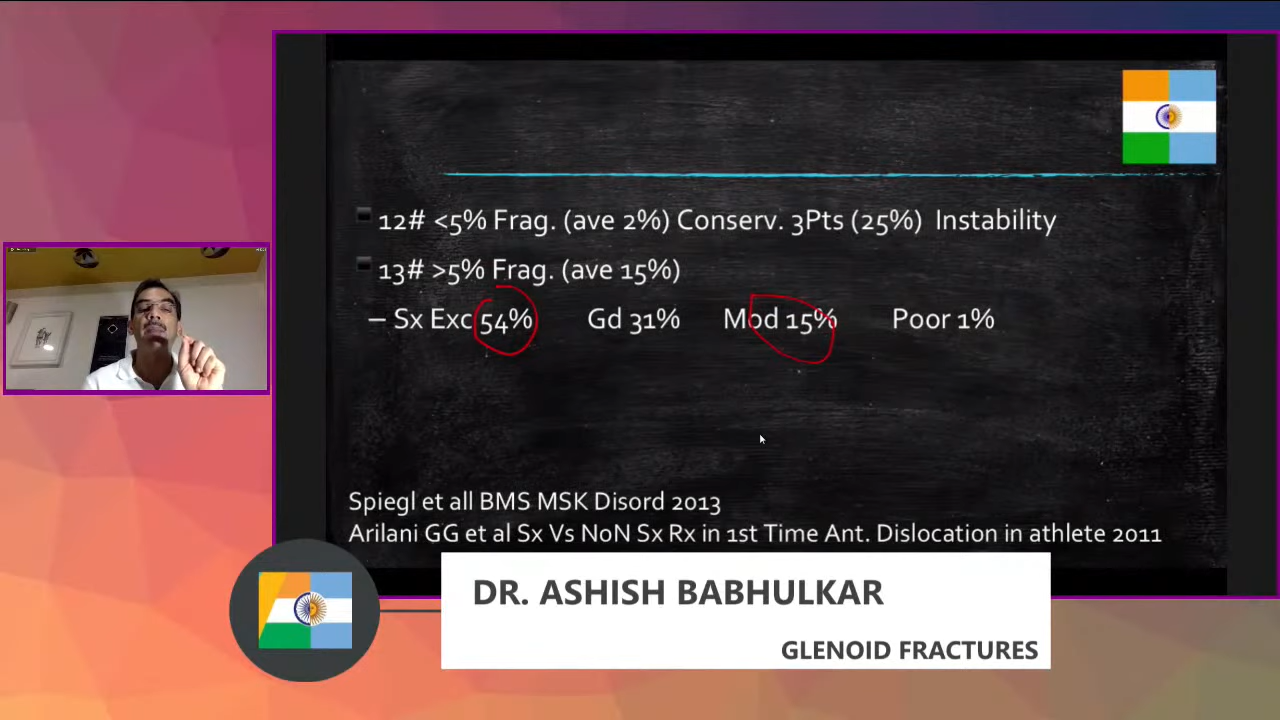 12# <5% Frag. (ave 2%) Conserv. 3Pts (25%) Instability
13# >5% Frag. (ave 15%)
– Sx Exc 54% Gd 31% Mod 15% Poor 1%
Spiegl et all BMS MSK Disord 2013
Arilani GG et al Sx Vs NoN Sx Rx in 1st Time Ant. Dislocation in athlete 2011
DR. ASHISH BABHULKAR
GLENOID FRACTURES